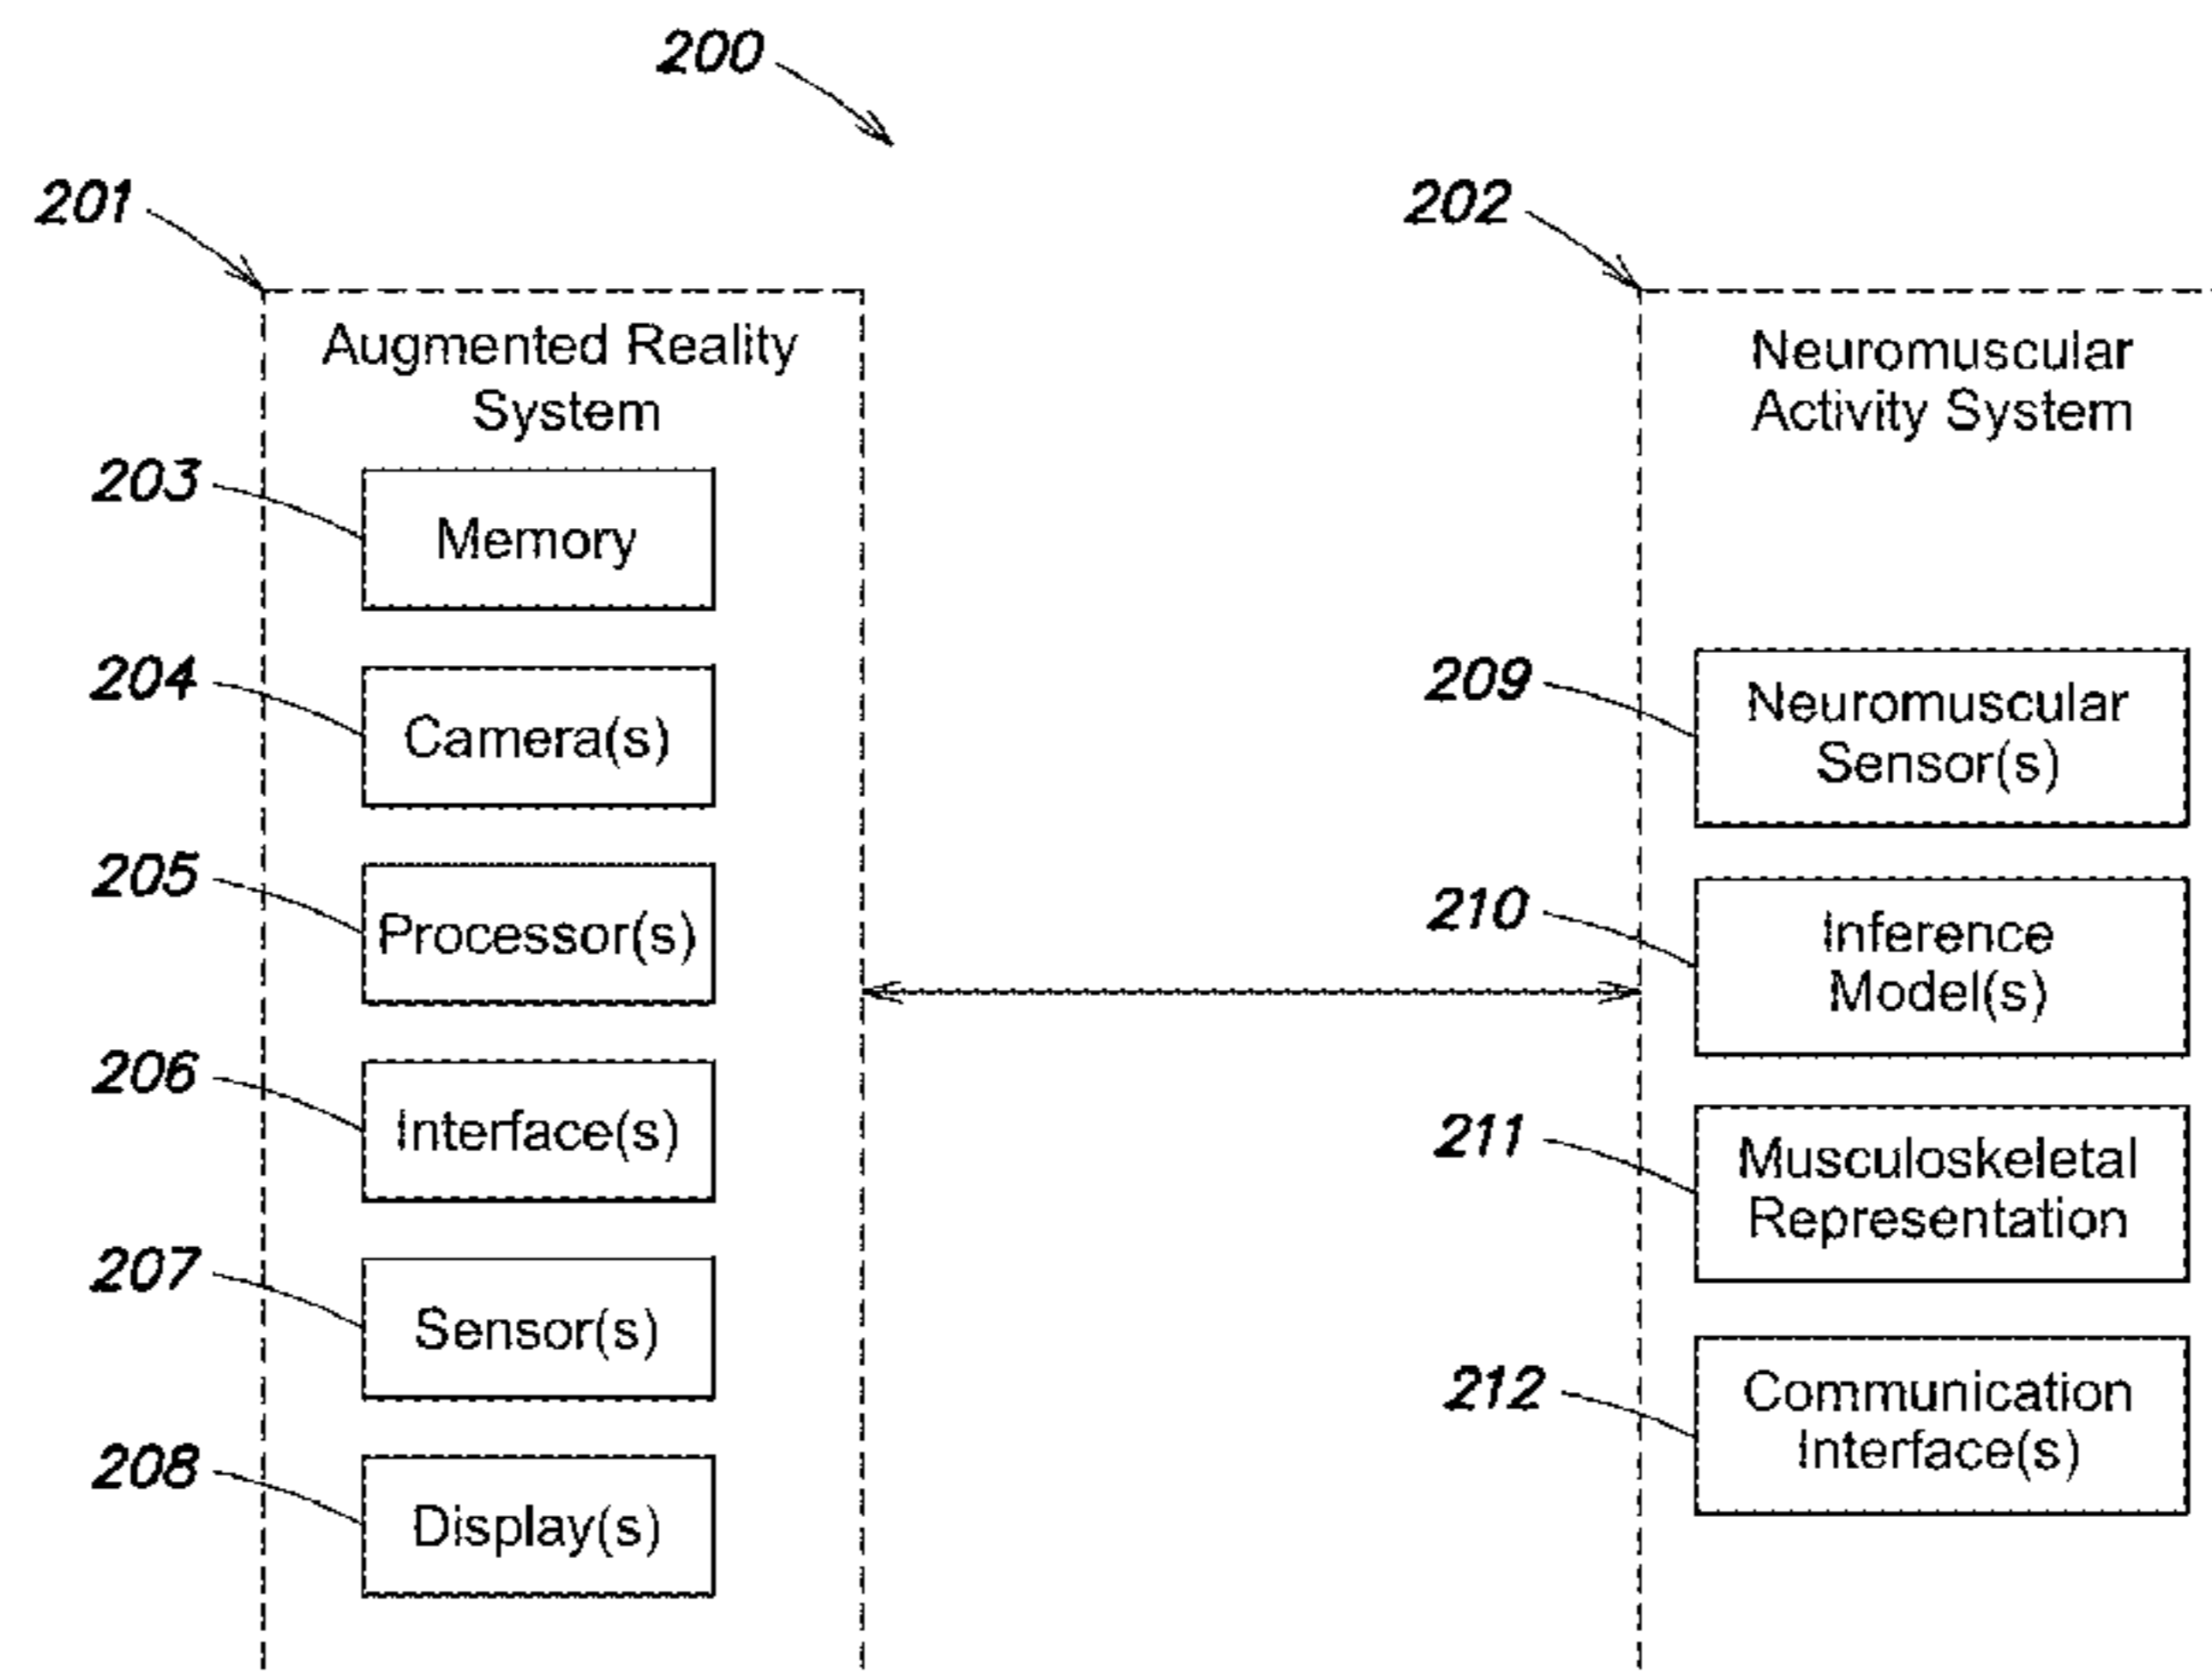 200
201
Augmented Reality
System
203
Memory
204
Camera(s)
205
Processor(s)
206
Interface(s)
207
Sensor(s)
208
Display(s)
202
Neuromuscular
Activity System
209
Neuromuscular
Sensor(s)
210
Inference
Model(s)
211
Musculoskeletal
Representation
212
Communication
Interface(s)